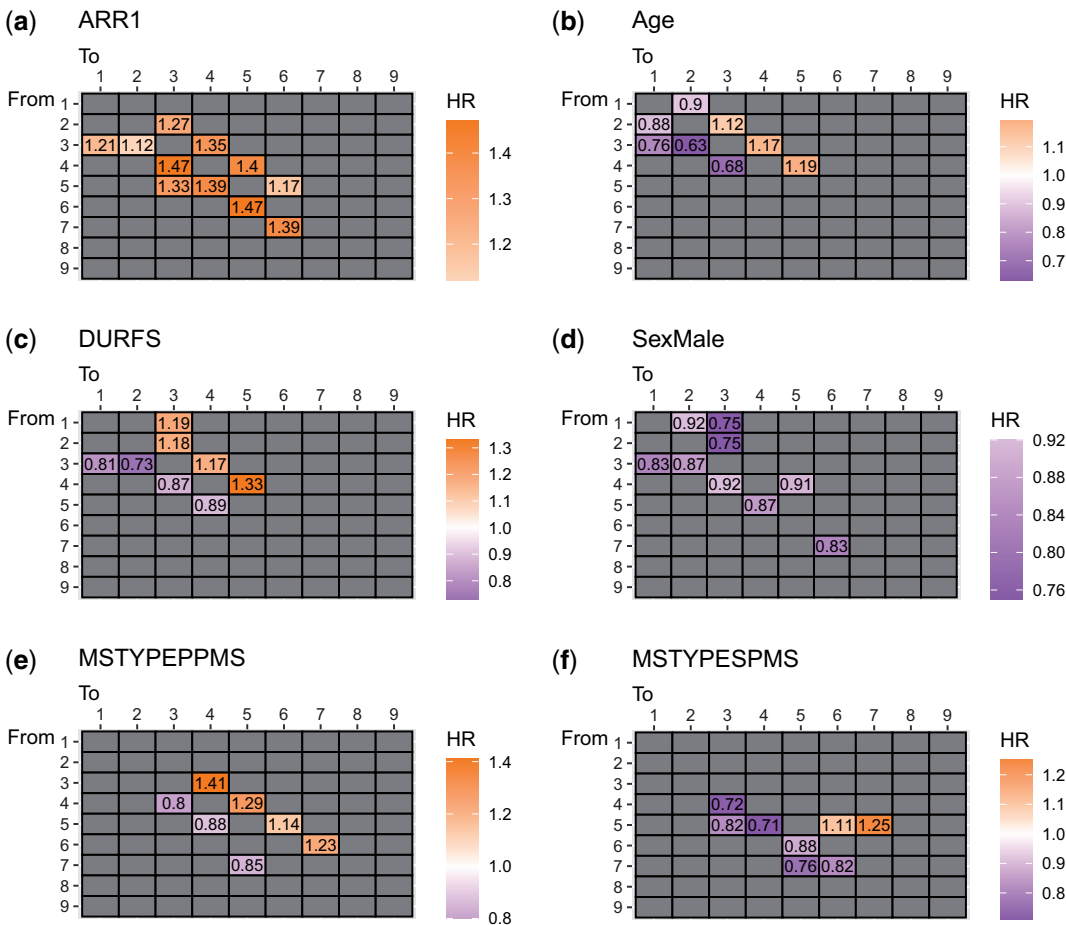 (a) ARR1
To
1 2 3 4 5 6 7 8 9
From 1
2 1.27
3 1.21 1.12 1.35
4 1.47 1.4
5 1.33 1.39 1.17
6 1.47
7 1.39
8
9
HR
1.4
1.3
1.2
(b) Age
To
1 2 3 4 5 6 7 8 9
From 1 0.9
2 0.88 1.12
3 0.76 0.63 1.17
4 0.68 1.19
5
6
7
8
9
HR
1.1
1.0
0.9
0.8
0.7
(c) DURFS
To
1 2 3 4 5 6 7 8 9
From 1 1.19
2 1.18
3 0.81 0.73 1.17
4 0.87 1.33
5 0.89
6
7
8
9
HR
1.3
1.2
1.1
1.0
0.9
0.8
(d) SexMale
To
1 2 3 4 5 6 7 8 9
From 1 0.92 0.75
2 0.75
3 0.83 0.87
4 0.92 0.91
5 0.87
6
7 0.83
8
9
HR
0.92
0.88
0.84
0.80
0.76
(e) MSTYPEPPMS
To
1 2 3 4 5 6 7 8 9
From 1
2
3 1.41
4 0.8 1.29
5 0.88 1.14
6 1.23
7 0.85
8
9
HR
1.4
1.2
1.0
0.8
(f) MSTYPESPMS
To
1 2 3 4 5 6 7 8 9
From 1
2
3
4 0.72
5 0.82 0.71 1.11 1.25
6 0.88
7 0.76 0.82
8
9
HR
1.2
1.1
1.0
0.9
0.8